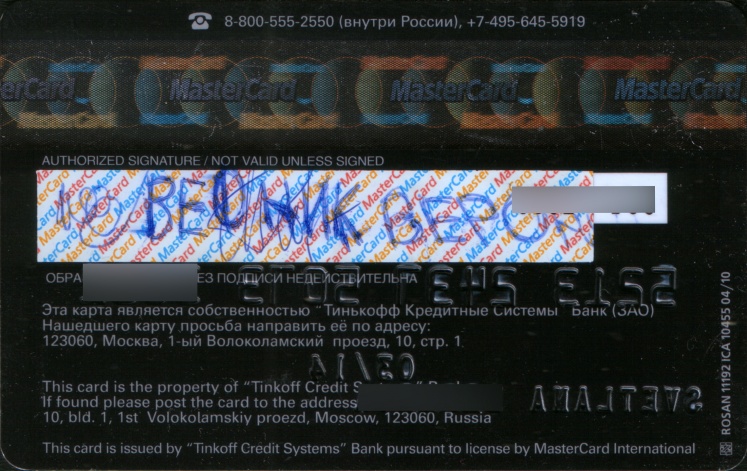 8-800-555-2550 (внутри России), +7-495-645-5919
MasterCard MasterCard MasterCard MasterCard
AUTHORIZED SIGNATURE / NOT VALID UNLESS SIGNED
ОБРА ЕЗ ПОДПИСИ НЕДЕЙСТВИТЕЛЬНА
Эта карта является собственностью "Тинькофф Кредитные Системы" Банк (ЗАО)
Нашедшего карту просьба направить её по адресу:
123060, Москва, 1-ый Волоколамский проезд, 10, стр. 1
This card is the property of "Tinkoff Credit
If found please post the card to the address
10, bld. 1, 1st Volokolamskiy proezd, Moscow, 123060, Russia
SVETLANA
This card is issued by "Tinkoff Credit Systems" Bank pursuant to license by MasterCard International
ROSAN 11192 ICA 10455 04/10